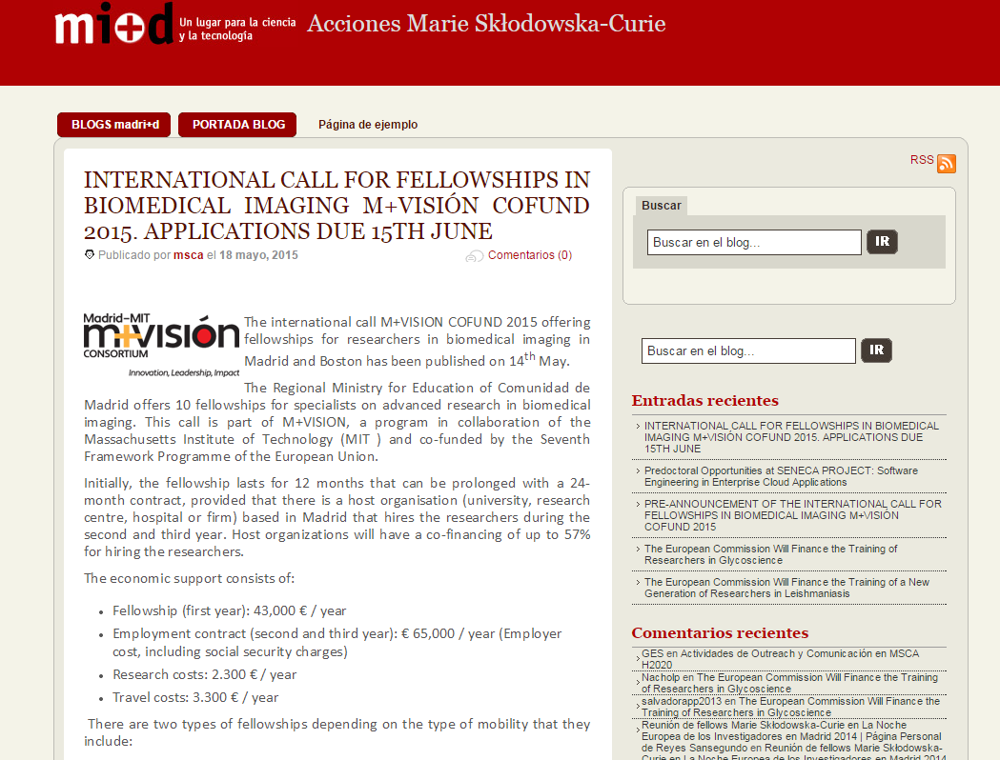 mi+d
Un lugar para la ciencia
y la tecnología
Acciones Marie Skłodowska-Curie
BLOGS madri+d
PORTADA BLOG
Página de ejemplo
INTERNATIONAL CALL FOR FELLOWSHIPS IN
BIOMEDICAL IMAGING M+VISIÓN COFUND
2015. APPLICATIONS DUE 15TH JUNE
Publicado por msca el 18 mayo, 2015
Comentarios (0)
Madrid–MIT
m+visión
CONSORTIUM
Innovation, Leadership, Impact
The international call M+VISION COFUND 2015 offering
fellowships for researchers in biomedical imaging in
Madrid and Boston has been published on 14th May.
The Regional Ministry for Education of Comunidad de
Madrid offers 10 fellowships for specialists on advanced research in biomedical
imaging. This call is part of M+VISION, a program in collaboration of the
Massachusetts Institute of Technology (MIT ) and co-funded by the Seventh
Framework Programme of the European Union.
Initially, the fellowship lasts for 12 months that can be prolonged with a 24-
month contract, provided that there is a host organisation (university, research
centre, hospital or firm) based in Madrid that hires the researchers during the
second and third year. Host organizations will have a co-financing of up to 57%
for hiring the researchers.
The economic support consists of:
• Fellowship (first year): 43,000 € / year
• Employment contract (second and third year): € 65,000 / year (Employer
cost, including social security charges)
• Research costs: 2.300 € / year
• Travel costs: 3.300 € / year
There are two types of fellowships depending on the type of mobility that they
include:
RSS
Buscar
Buscar en el blog...
IR
Buscar en el blog...
IR
Entradas recientes
INTERNATIONAL CALL FOR FELLOWSHIPS IN BIOMEDICAL
IMAGING M+VISIÓN COFUND 2015. APPLICATIONS DUE
15TH JUNE
Predoctoral Opportunities at SENECA PROJECT: Software
Engineering in Enterprise Cloud Applications
PRE-ANNOUNCEMENT OF THE INTERNATIONAL CALL FOR
FELLOWSHIPS IN BIOMEDICAL IMAGING M+VISIÓN
COFUND 2015
The European Commission Will Finance the Training of
Researchers in Glycoscience
The European Commission Will Finance the Training of a New
Generation of Researchers in Leishmaniasis
Comentarios recientes
GES en Actividades de Outreach y Comunicación en MSCA
H2020
Nacholp en The European Commission Will Finance the Training
of Researchers in Glycoscience
salvadorapp2013 en The European Commission Will Finance the
Training of Researchers in Glycoscience
Reunión de fellows Marie Skłodowska-Curie en La Noche
Europea de los Investigadores en Madrid 2014 | Página Personal
de Reyes Sansegundo en Reunión de fellows Marie Skłodowska-
Curie en La Noche Europea de los Investigadores en Madrid 2014